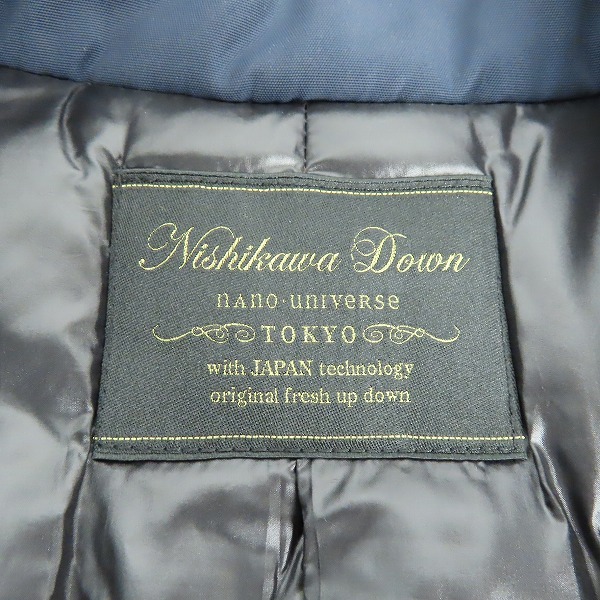 Nishikawa Down
nano·universe
TOKYO
with JAPAN technology
original fresh up down